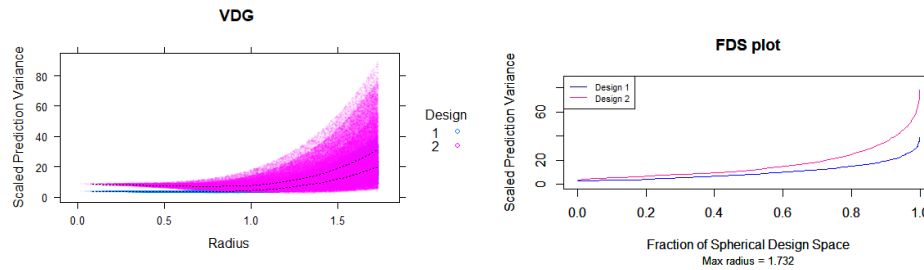 VDG
Scaled Prediction Variance
80
60
40
20
0
0.0 0.5 1.0 1.5
Radius
Design
1
2
FDS plot
Scaled Prediction Variance
60
20
0
Design 1
Design 2
0.0 0.2 0.4 0.6 0.8 1.0
Fraction of Spherical Design Space
Max radius = 1.732